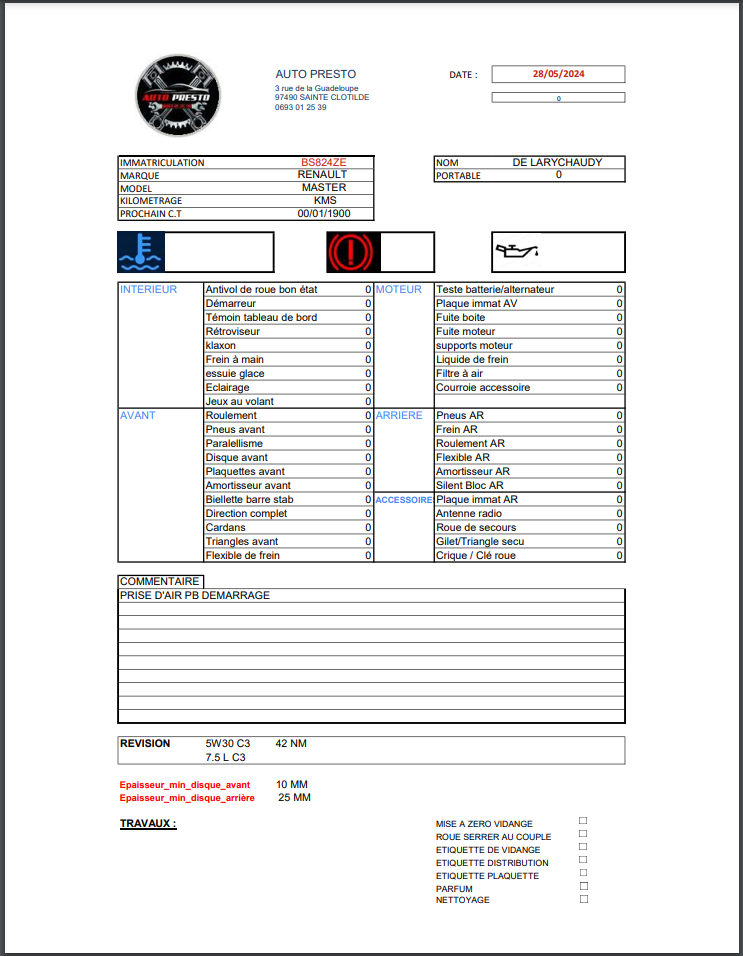 AUTO PRESTO
AUTO PRESTO
3 rue de la Guadeloupe
97490 SAINTE CLOTILDE
0693 01 25 39
DATE : 28/05/2024
0
IMMATRICULATION BS824ZE
MARQUE RENAULT
MODEL MASTER
KILOMETRAGE KMS
PROCHAIN C.T 00/01/1900
NOM DE LARYCHAUDY
PORTABLE 0
INTERIEUR Antivol de roue bon état 0 MOTEUR Teste batterie/alternateur 0
Démarreur 0 Plaque immat AV 0
Témoin tableau de bord 0 Fuite boite 0
Rétroviseur 0 Fuite moteur 0
klaxon 0 supports moteur 0
Frein à main 0 Liquide de frein 0
essuie glace 0 Filtre à air 0
Eclairage 0 Courroie accessoire 0
Jeux au volant 0
AVANT Roulement 0 ARRIERE Pneus AR 0
Pneus avant 0 Frein AR 0
Paralellisme 0 Roulement AR 0
Disque avant 0 Flexible AR 0
Plaquettes avant 0 Amortisseur AR 0
Amortisseur avant 0 Silent Bloc AR 0
Biellette barre stab 0 ACCESSOIRE Plaque immat AR 0
Direction complet 0 Antenne radio 0
Cardans 0 Roue de secours 0
Triangles avant 0 Gilet/Triangle secu 0
Flexible de frein 0 Crique / Clé roue 0
COMMENTAIRE
PRISE D'AIR PB DEMARRAGE
REVISION 5W30 C3 42 NM
7.5 L C3
Epaisseur_min_disque_avant 10 MM
Epaisseur_min_disque_arrière 25 MM
TRAVAUX :
MISE A ZERO VIDANGE
ROUE SERRER AU COUPLE
ETIQUETTE DE VIDANGE
ETIQUETTE DISTRIBUTION
ETIQUETTE PLAQUETTE
PARFUM
NETTOYAGE